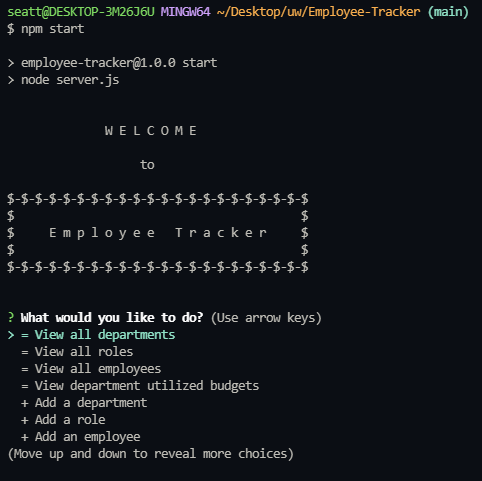 seatt@DESKTOP-3M26J6U MINGW64 ~/Desktop/uw/Employee-Tracker (main)
$ npm start
> employee-tracker@1.0.0 start
> node server.js
W E L C O M E
to
$-$-$-$-$-$-$-$-$-$-$-$-$-$-$-$-$-$-$-$-$-$
$ $
$ E m p l o y e e  T r a c k e r $
$ $
$-$-$-$-$-$-$-$-$-$-$-$-$-$-$-$-$-$-$-$-$-$
? What would you like to do? (Use arrow keys)
> = View all departments
= View all roles
= View all employees
= View department utilized budgets
+ Add a department
+ Add a role
+ Add an employee
(Move up and down to reveal more choices)